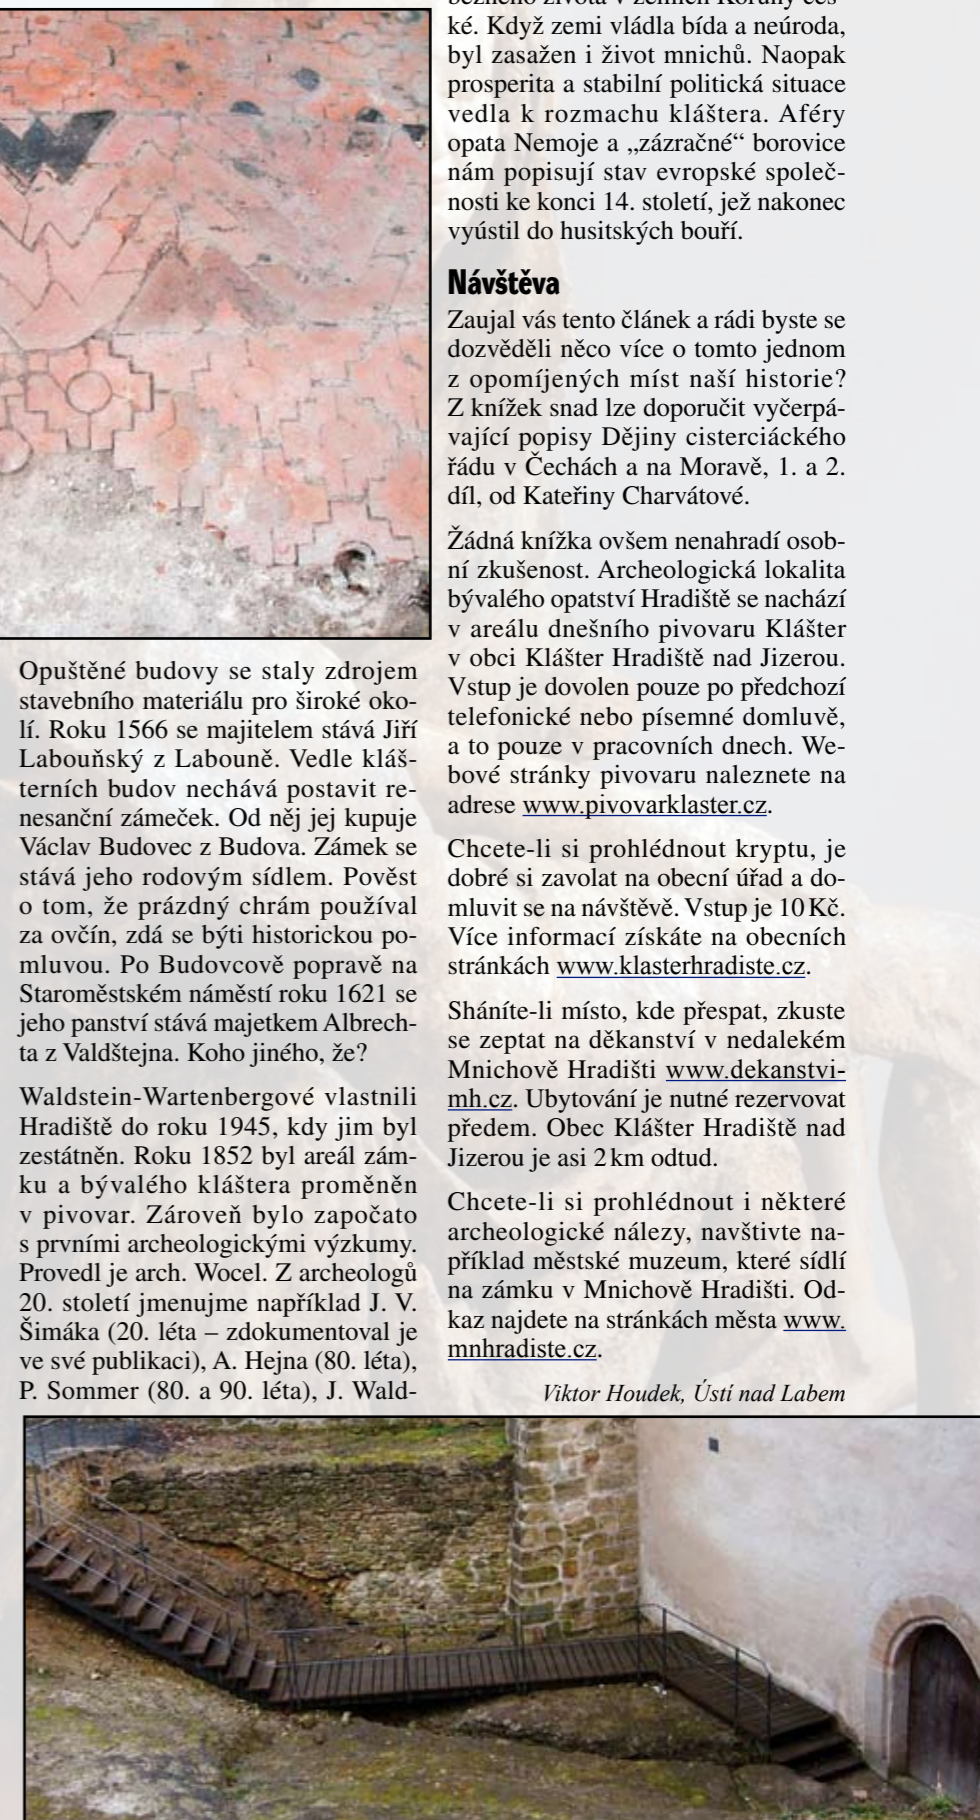 Opuštěné budovy se staly zdrojem
stavebního materiálu pro široké oko-
lí. Roku 1566 se majitelem stává Jiří
Labouňský z Labouně. Vedle kláš-
terních budov nechává postavit re-
nesanční zámeček. Od něj jej kupuje
Václav Budovec z Budova. Zámek se
stává jeho rodovým sídlem. Pověst
o tom, že prázdný chrám používal
za ovčín, zdá se býti historickou po-
mluvou. Po Budovcově popravě na
Staroměstském náměstí roku 1621 se
jeho panství stává majetkem Albrech-
ta z Valdštejna. Koho jiného, že?
Waldstein-Wartenbergové vlastnili
Hradiště do roku 1945, kdy jim byl
zestátněn. Roku 1852 byl areál zám-
ku a bývalého kláštera proměněn
v pivovar. Zároveň bylo započato
s prvními archeologickými výzkumy.
Provedl je arch. Wocel. Z archeologů
20. století jmenujme například J. V.
Šimáka (20. léta – zdokumentoval je
ve své publikaci), A. Hejna (80. léta),
P. Sommer (80. a 90. léta), J. Wald-
běžného života v zemích Koruny čes-
ké. Když zemi vládla bída a neúroda,
byl zasažen i život mnichů. Naopak
prosperita a stabilní politická situace
vedla k rozmachu kláštera. Aféry
opata Nemoje a „zázračné“ borovice
nám popisují stav evropské společ-
nosti ke konci 14. století, jež nakonec
vyústil do husitských bouří.
Návštěva
Zaujal vás tento článek a rádi byste se
dozvěděli něco více o tomto jednom
z opomíjených míst naší historie?
Z knížek snad lze doporučit vyčerpá-
vající popisy Dějiny cisterciáckého
řádu v Čechách a na Moravě, 1. a 2.
díl, od Kateřiny Charvátové.
Žádná knížka ovšem nenahradí osob-
ní zkušenost. Archeologická lokalita
bývalého opatství Hradiště se nachází
v areálu dnešního pivovaru Klášter
v obci Klášter Hradiště nad Jizerou.
Vstup je dovolen pouze po předchozí
telefonické nebo písemné domluvě,
a to pouze v pracovních dnech. We-
bové stránky pivovaru naleznete na
adrese www.pivovarklaster.cz.
Chcete-li si prohlédnout kryptu, je
dobré si zavolat na obecní úřad a do-
mluvit se na návštěvě. Vstup je 10 Kč.
Více informací získáte na obecních
stránkách www.klasterhradiste.cz.
Sháníte-li místo, kde přespat, zkuste
se zeptat na děkanství v nedalekém
Mnichově Hradišti www.dekanstvi-
mh.cz. Ubytování je nutné rezervovat
předem. Obec Klášter Hradiště nad
Jizerou je asi 2 km odtud.
Chcete-li si prohlédnout i některé
archeologické nálezy, navštivte na-
příklad městské muzeum, které sídlí
na zámku v Mnichově Hradišti. Od-
kaz najdete na stránkách města www.
mnhradiste.cz.
Viktor Houdek, Ústí nad Labem